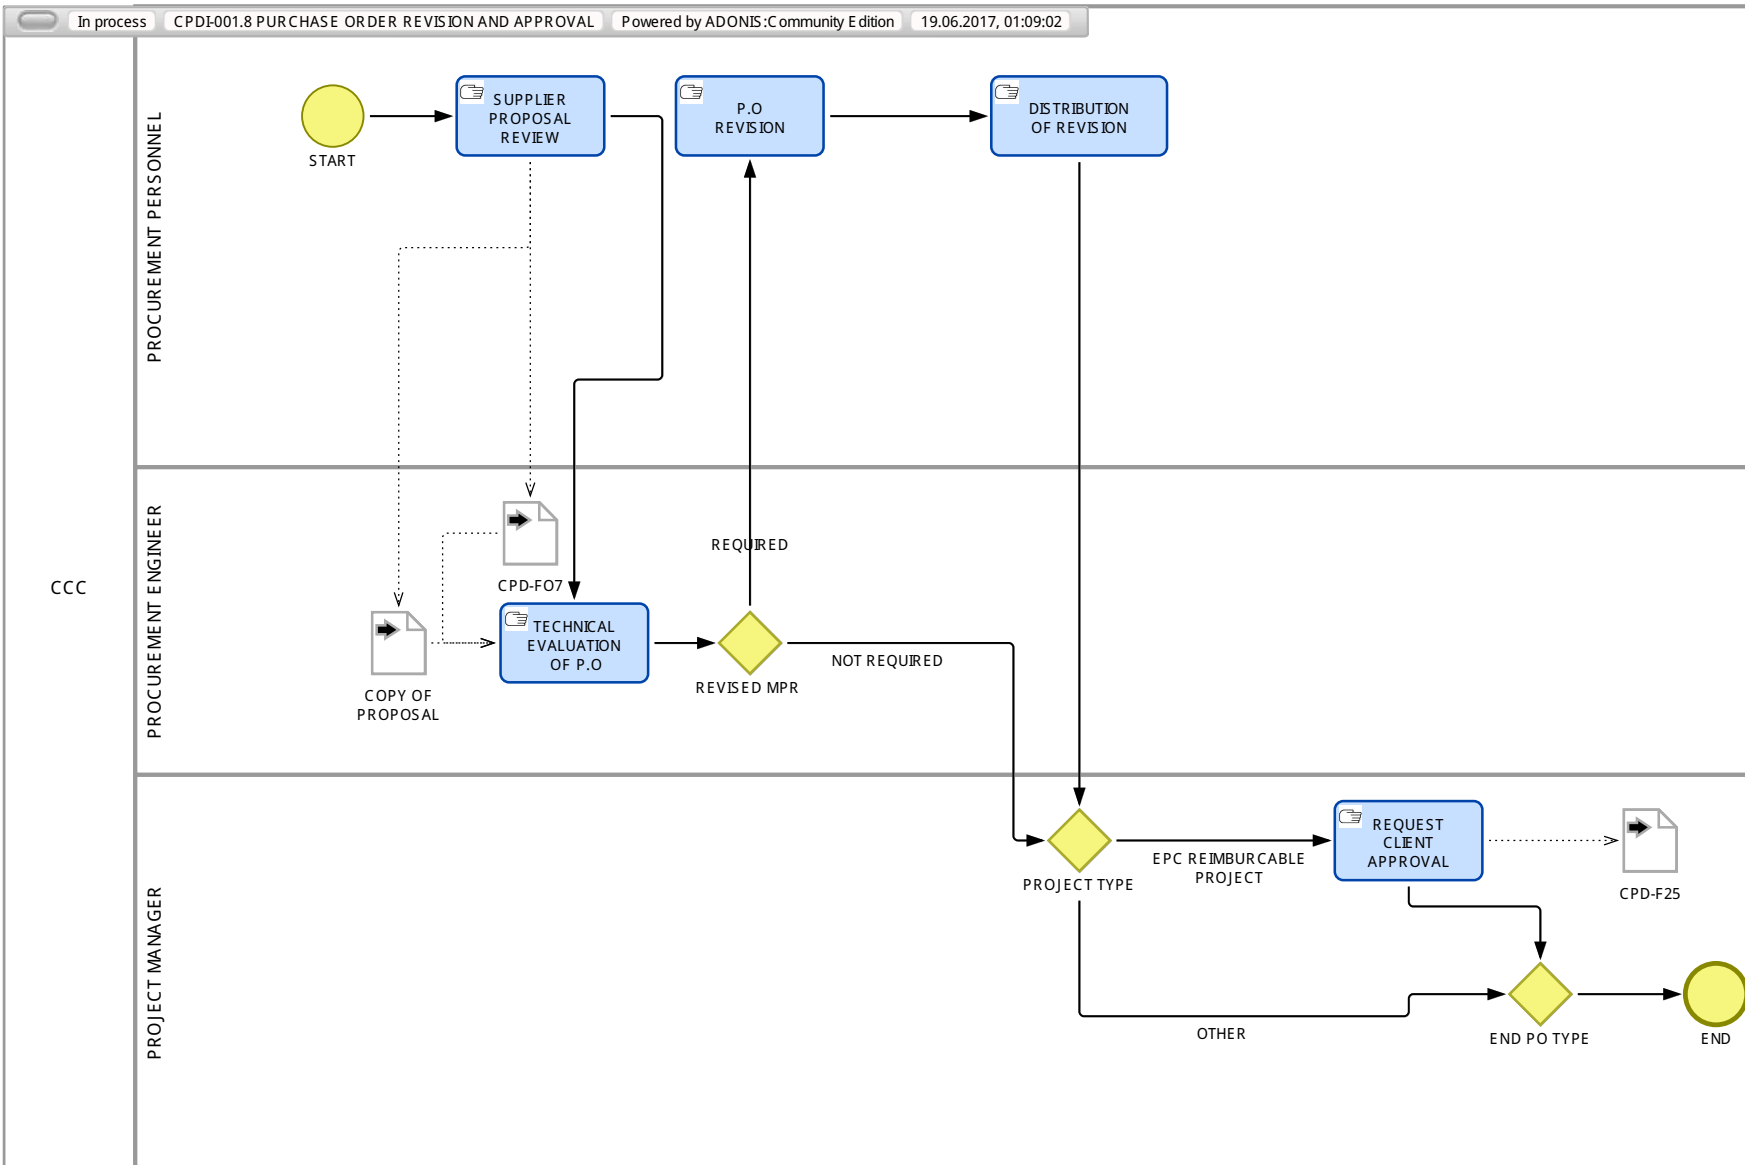 In process
CPDI-001.8 PURCHASE ORDER REVISION AND APPROVAL
Powered by ADONIS:Community Edition
19.06.2017, 01:09:02
CCC
PROCUREMENT PERSONNEL
START
SUPPLIER
PROPOSAL
REVIEW
P.O
REVISION
DISTRIBUTION
OF REVISION
PROCUREMENT ENGINEER
CPD-FO7
COPY OF
PROPOSAL
TECHNICAL
EVALUATION
OF P.O
REQUIRED
REVISED MPR
NOT REQUIRED
PROJECT MANAGER
PROJECT TYPE
EPC REIMBURCABLE
PROJECT
REQUEST
CLIENT
APPROVAL
CPD-F25
OTHER
END PO TYPE
END